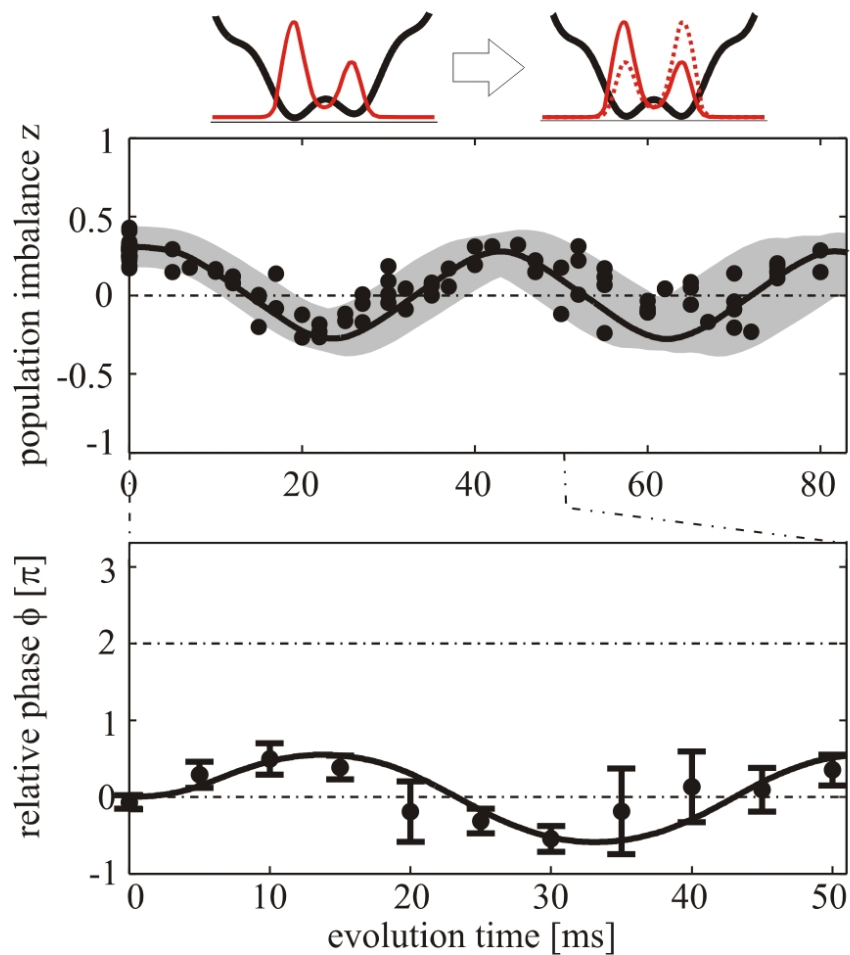 population imbalance z
1
0.5
0
-0.5
-1
0 20 40 60 80
relative phase ϕ [π]
3
2
1
0
-1
0 10 20 30 40 50
evolution time [ms]